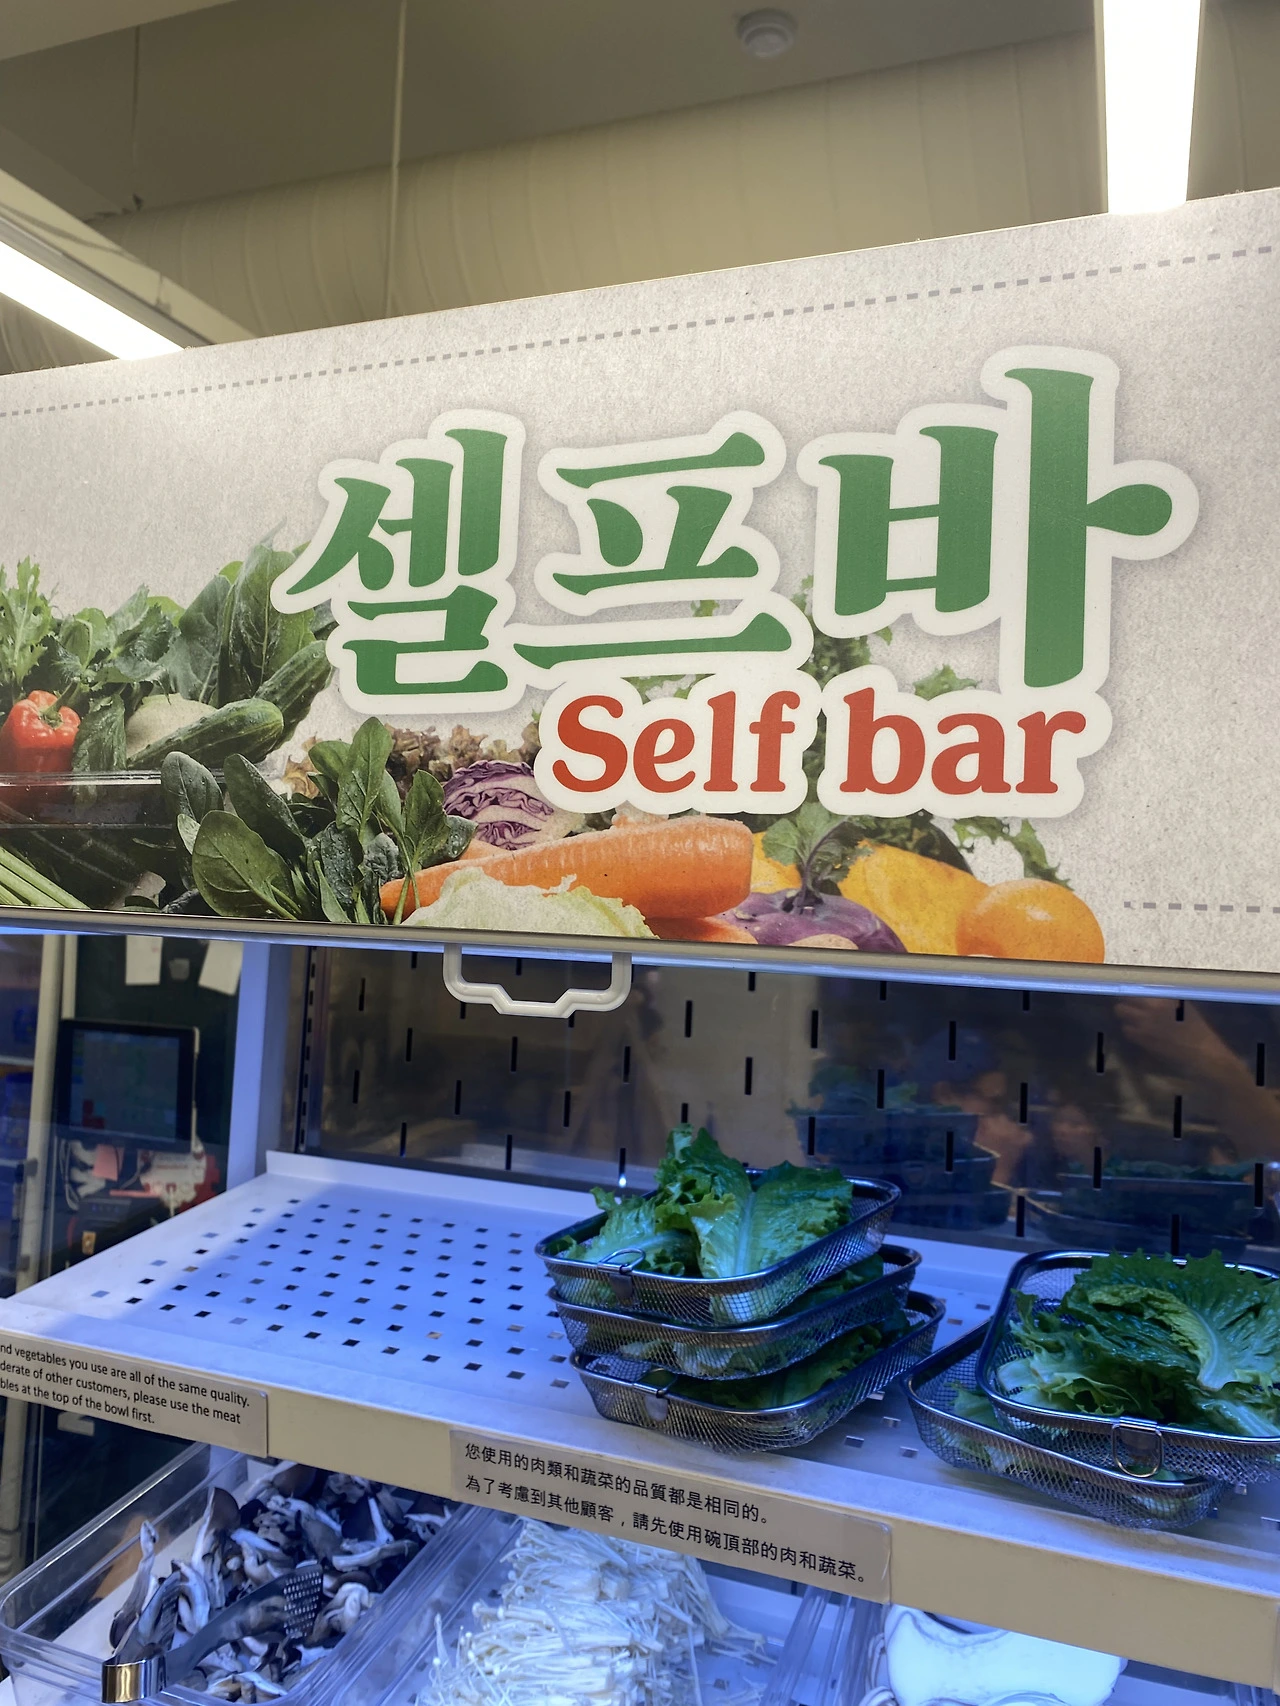 셀프바
Self bar
nd vegetables you use are all of the same quality.
derate of other customers, please use the meat
bles at the top of the bowl first.
您使用的肉類和蔬菜的品質都是相同的。
為了考慮到其他顧客，請先使用碗頂部的肉和蔬菜。